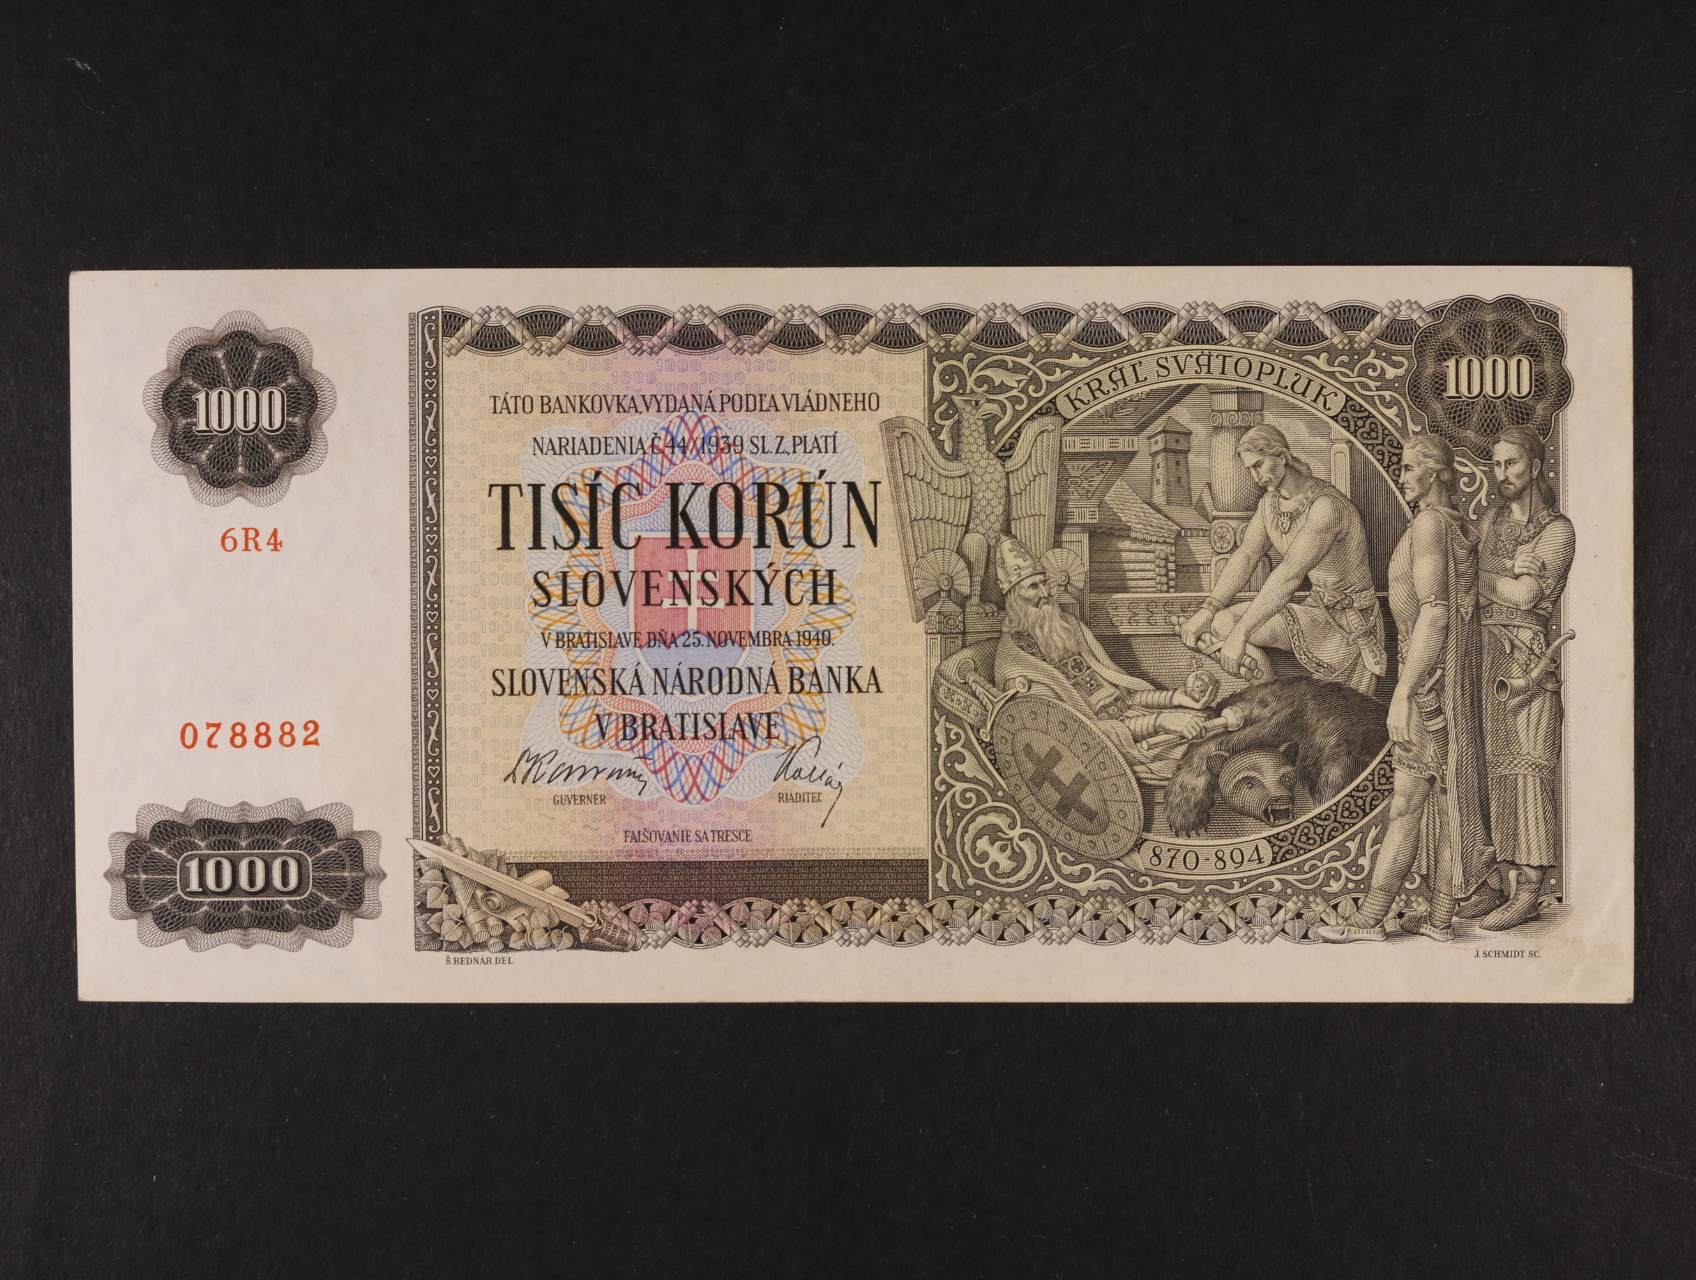 1000
6R4
078882
1000
TÁTO BANKOVKA, VYDANÁ PODĽA VLÁDNEHO
NARIADENIA Č. 44/1939 SL. Z., PLATÍ
TISÍC KORÚN
SLOVENSKÝCH
V BRATISLAVE DŇA 25. NOVEMBRA 1940.
SLOVENSKÁ NÁRODNÁ BANKA
V BRATISLAVE
GUVERNÉR
RIADITEĽ
FALŠOVANIE SA TRESCE
Š. BEDNÁR DEL.
KRÁĽ SVÄTOPLUK
1000
870-894
J. SCHMIDT SC.